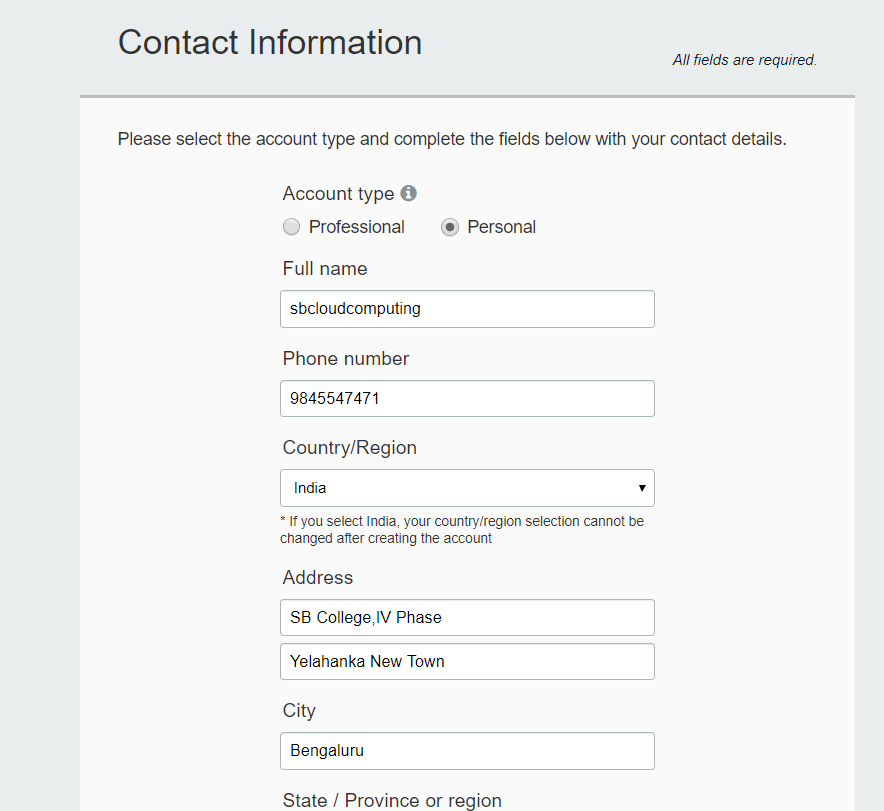 Contact Information
All fields are required.
Please select the account type and complete the fields below with your contact details.
Account type
Professional
Personal
Full name
sbcloudcomputing
Phone number
9845547471
Country/Region
India
* If you select India, your country/region selection cannot be
changed after creating the account
Address
SB College,IV Phase
Yelahanka New Town
City
Bengaluru
State / Province or region